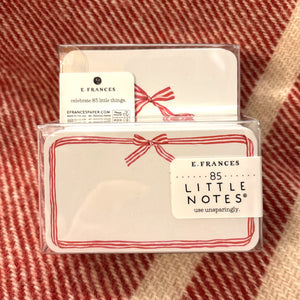 E. FRANCES
celebrate 85 little things.
EFRANCESPAPER.COM
E. FRANCES
85
LITTLE
NOTES®
use unsparingly.